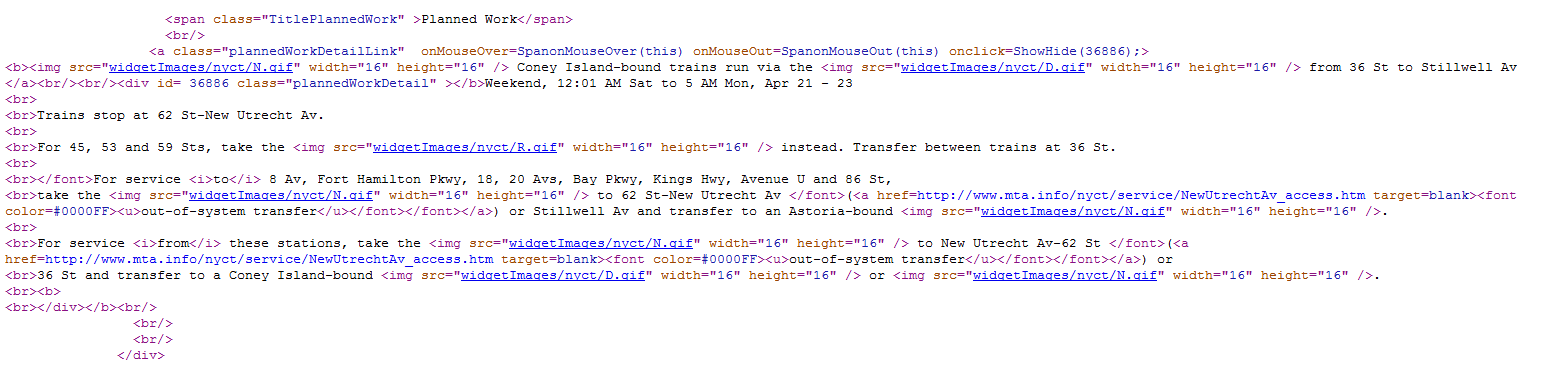 <span class="TitlePlannedWork" >Planned Work</span>
<br/>
<a class="plannedWorkDetailLink"  onMouseOver=SpanonMouseOver(this) onMouseOut=SpanonMouseOut(this) onclick=ShowHide(36886);>
<b><img src="widgetImages/nyct/N.gif" width="16" height="16" /> Coney Island-bound trains run via the <img src="widgetImages/nyct/D.gif" width="16" height="16" /> from 36 St to Stillwell Av
</a><br/><br/><div id= 36886 class="plannedWorkDetail" ></b>Weekend, 12:01 AM Sat to 5 AM Mon, Apr 21 - 23
<br>
<br>Trains stop at 62 St-New Utrecht Av.
<br>
<br>For 45, 53 and 59 Sts, take the <img src="widgetImages/nyct/R.gif" width="16" height="16" /> instead. Transfer between trains at 36 St.
<br>
<br></font>For service <i>to</i> 8 Av, Fort Hamilton Pkwy, 18, 20 Avs, Bay Pkwy, Kings Hwy, Avenue U and 86 St,
<br>take the <img src="widgetImages/nyct/N.gif" width="16" height="16" /> to 62 St-New Utrecht Av </font>(<a href=http://www.mta.info/nyct/service/NewUtrechtAv_access.htm target=blank><font
color=#0000FF><u>out-of-system transfer</u></font></font></a>) or Stillwell Av and transfer to an Astoria-bound <img src="widgetImages/nyct/N.gif" width="16" height="16" />.
<br>
<br>For service <i>from</i> these stations, take the <img src="widgetImages/nyct/N.gif" width="16" height="16" /> to New Utrecht Av-62 St </font>(<a
href=http://www.mta.info/nyct/service/NewUtrechtAv_access.htm target=blank><font color=#0000FF><u>out-of-system transfer</u></font></font></a>) or
<br>36 St and transfer to a Coney Island-bound <img src="widgetImages/nyct/D.gif" width="16" height="16" /> or <img src="widgetImages/nyct/N.gif" width="16" height="16" />.
<br><b>
<br></div></b><br/>
<br/>
<br/>
</div>